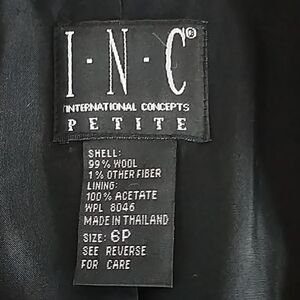 I·N·C®
INTERNATIONAL CONCEPTS
PETITE
SHELL:
99% WOOL
1% OTHER FIBER
LINING:
100% ACETATE
WPL 8046
MADE IN THAILAND
SIZE: 6P
SEE REVERSE
FOR CARE